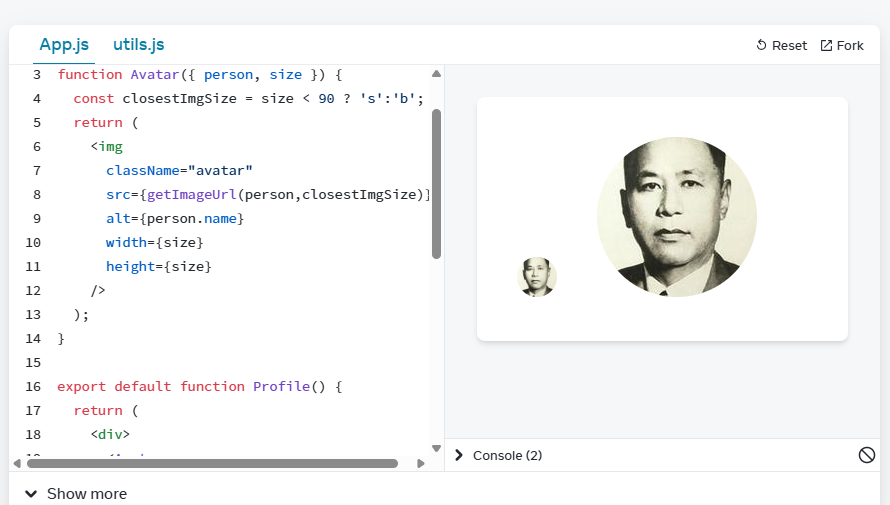 App.js utils.js Reset Fork
3 function Avatar({ person, size }) {
4 const closestImgSize = size < 90 ? 's':'b';
5 return (
6 <img
7 className="avatar"
8 src={getImageUrl(person,closestImgSize)}
9 alt={person.name}
10 width={size}
11 height={size}
12 />
13 );
14 }
15
16 export default function Profile() {
17 return (
18 <div>
Console (2)
Show more